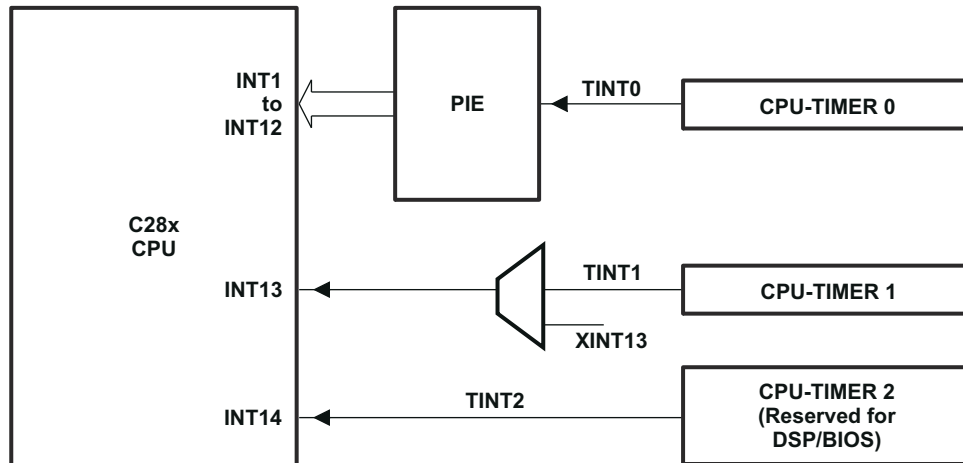 INT1
to
INT12
PIE
TINT0
CPU-TIMER 0
C28x
CPU
INT13
TINT1
CPU-TIMER 1
XINT13
INT14
TINT2
CPU-TIMER 2
(Reserved for
DSP/BIOS)